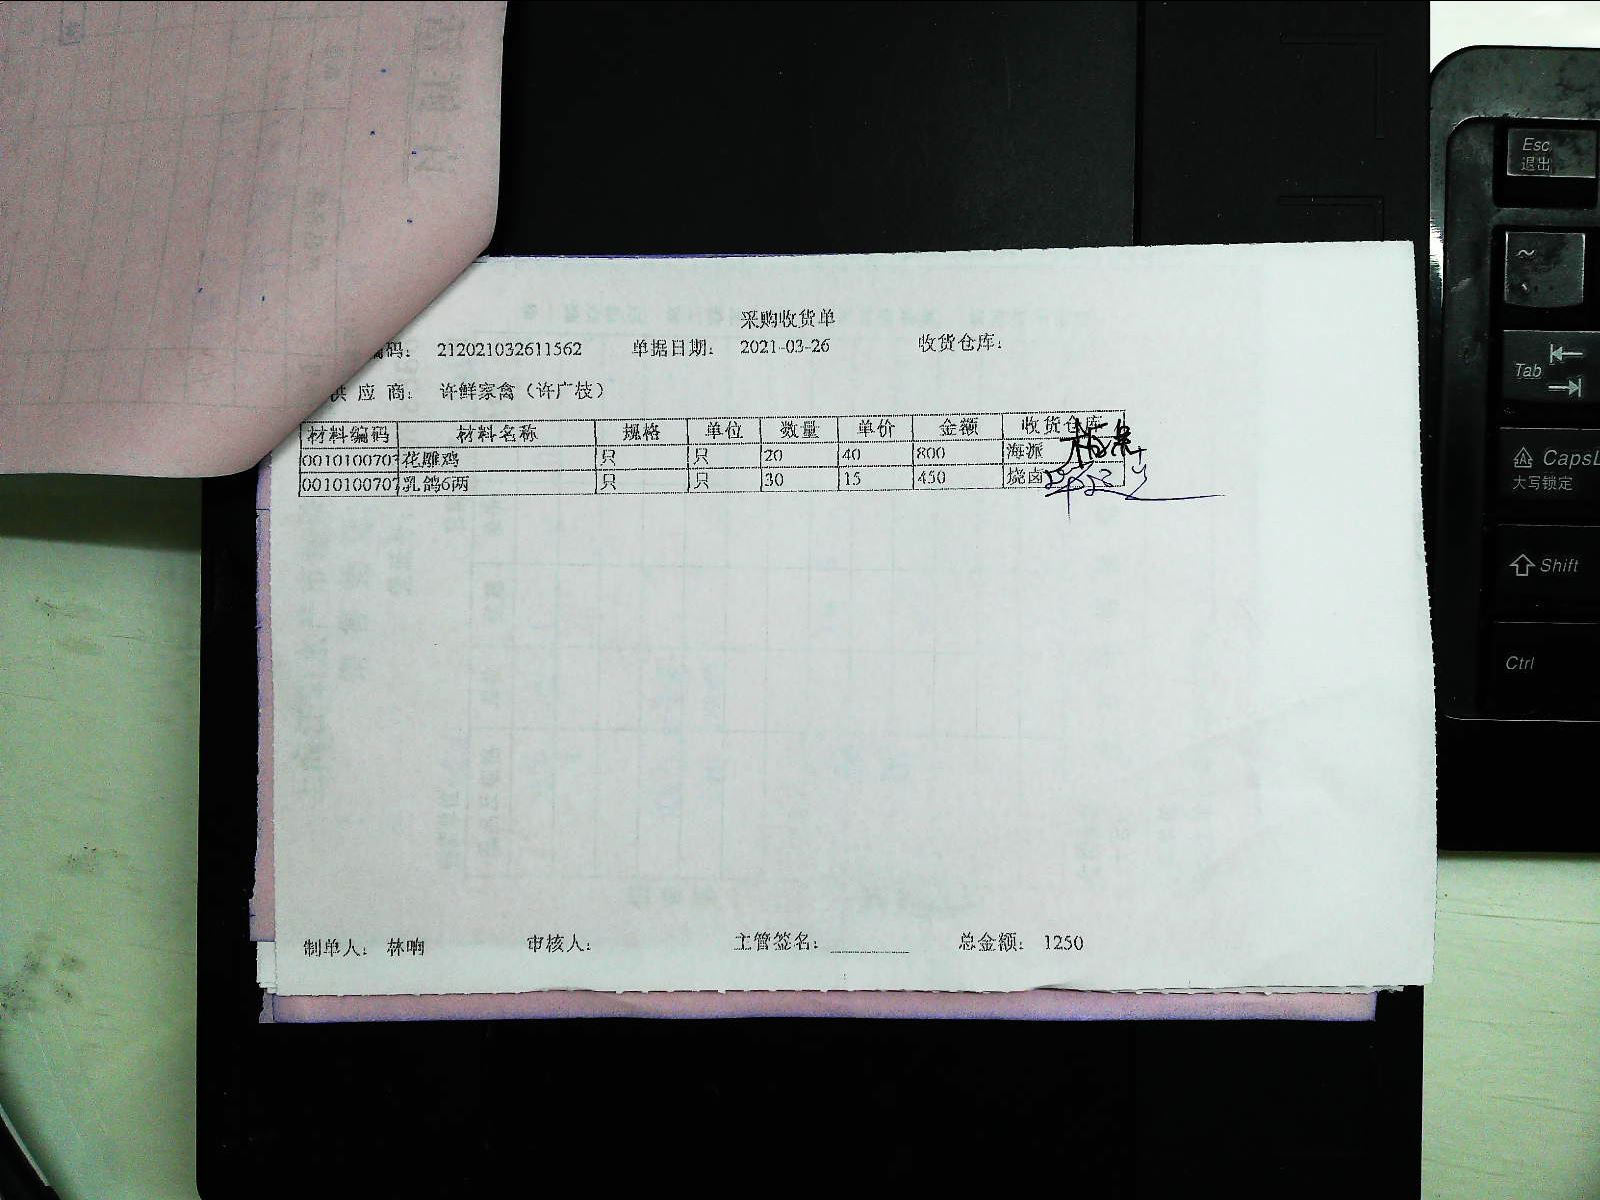 采购收货单
编码： 212021032611562 单据日期： 2021-03-26 收货仓库：
供 应 商： 许鲜家禽（许广枝）
材料编码 材料名称 规格 单位 数量 单价 金额 收货仓库
0010100707 花雕鸡 只 只 20 40 800 海派
0010100707 乳鸽6两 只 只 30 15 450 烧卤
制单人： 林响 审核人： 主管签名： 总金额： 1250
Esc
退出
~
Tab
CapsL
大写锁定
Shift
Ctrl